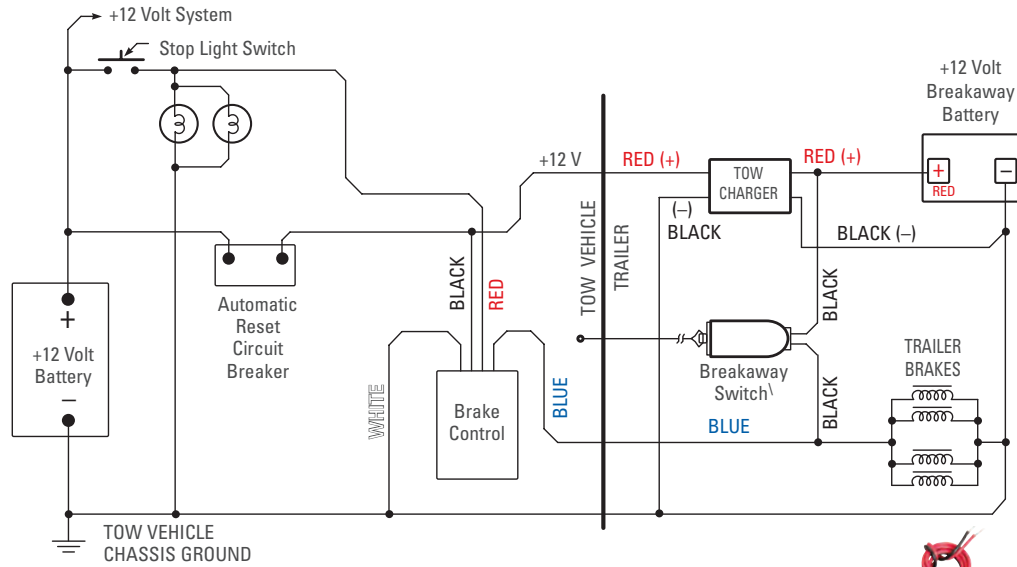 +12 Volt System
Stop Light Switch
+12 Volt
Breakaway
Battery
+12 V
RED (+)
TOW
CHARGER
RED (+)
+
RED
–
(–)
BLACK
BLACK (–)
TOW VEHICLE
TRAILER
BLACK
RED
BLACK
Automatic
Reset
Circuit
Breaker
+
+12 Volt
Battery
–
WHITE
Brake
Control
BLUE
Breakaway
Switch\
BLACK
BLUE
TRAILER
BRAKES
TOW VEHICLE
CHASSIS GROUND